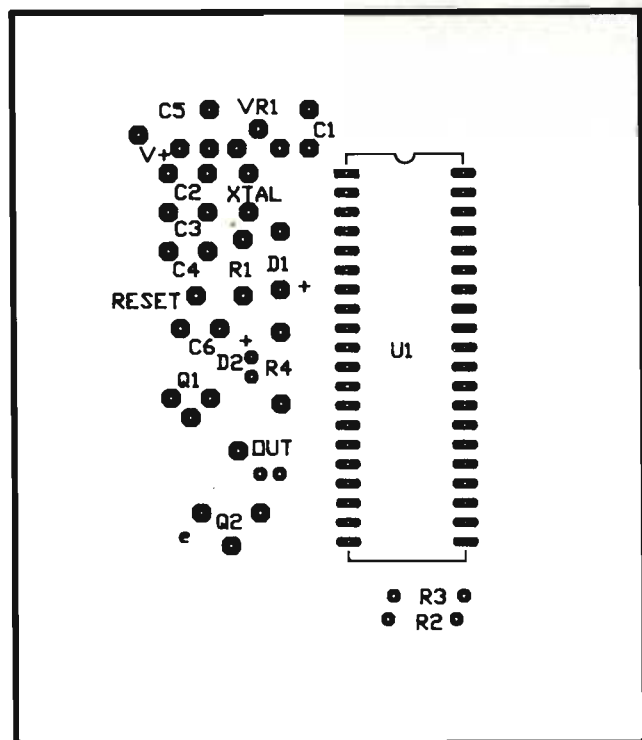 C5 VR1
C1
V+
C2 XTAL
C3
C4 R1 D1 +
RESET
+
C6
D2 R4
U1
Q1
OUT
Q2
e
R3
R2